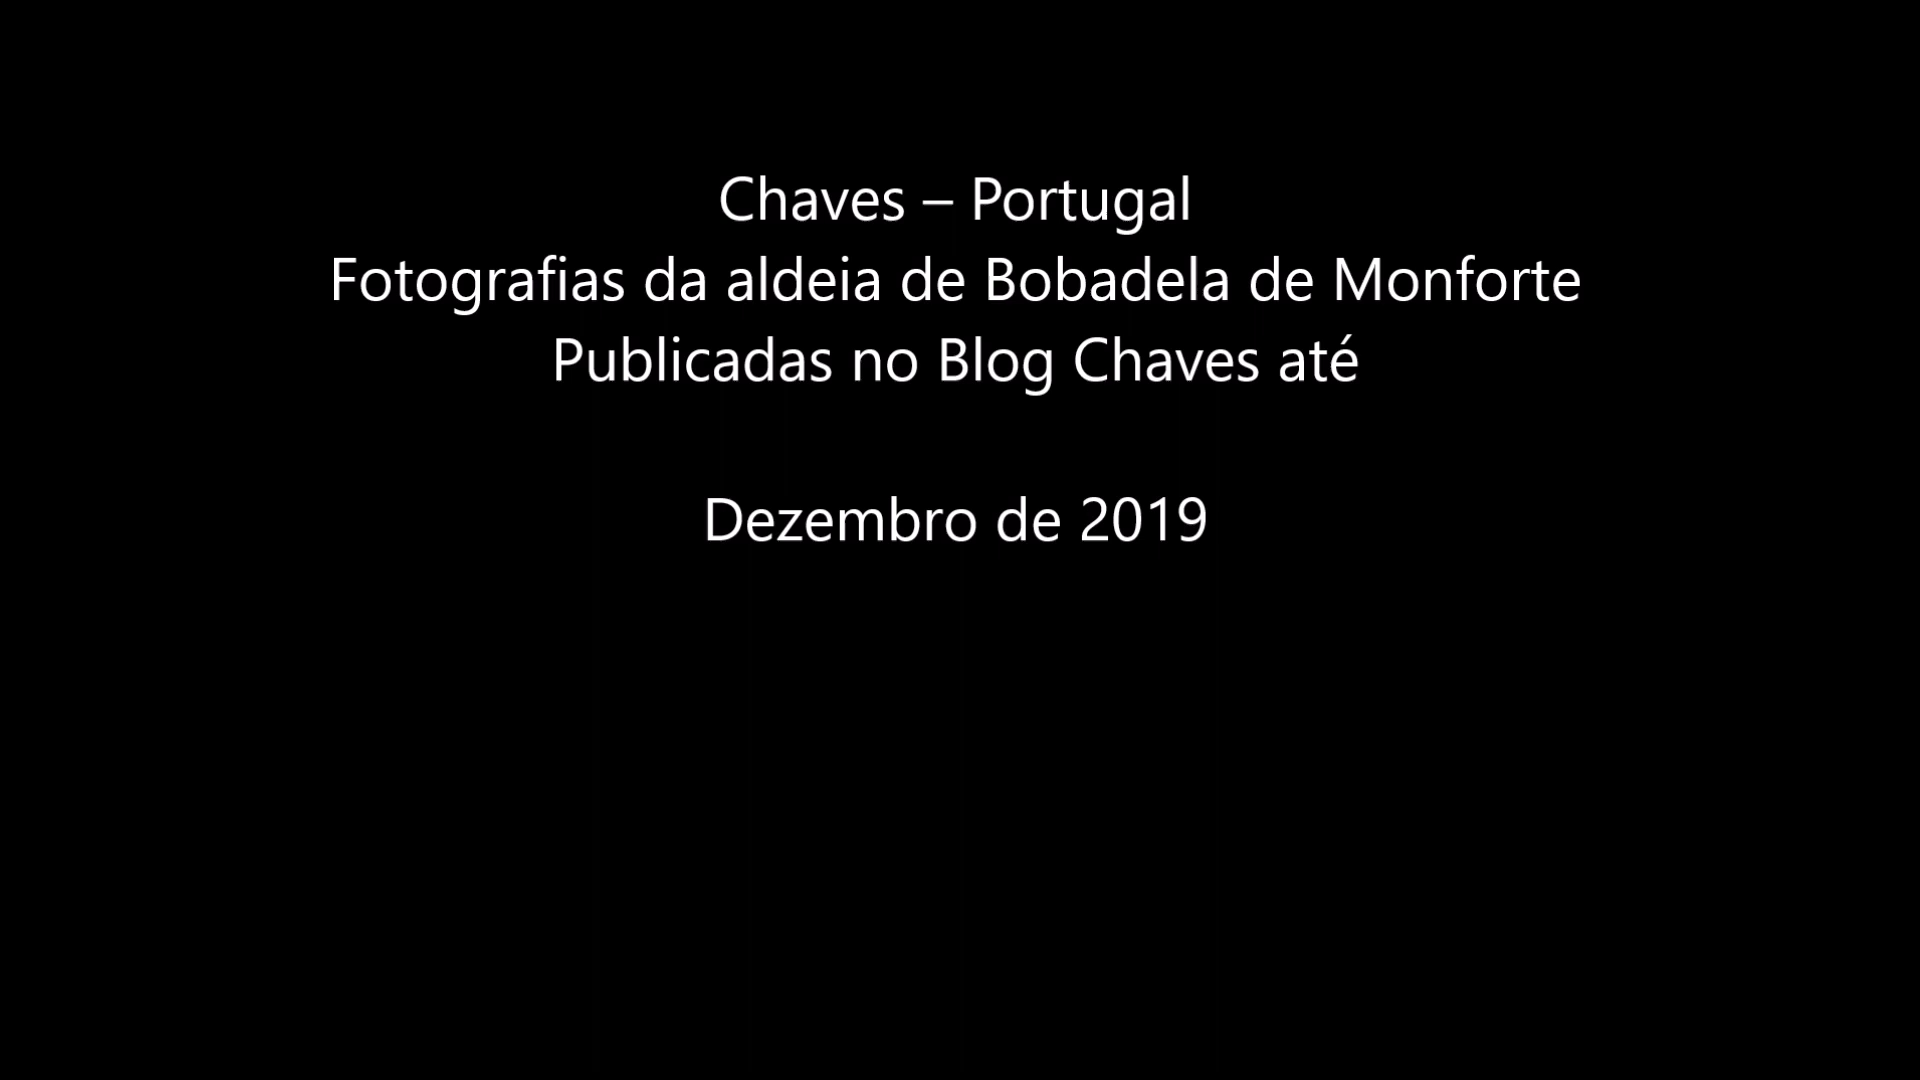 Chaves – Portugal
Fotografias da aldeia de Bobadela de Monforte
Publicadas no Blog Chaves até
Dezembro de 2019